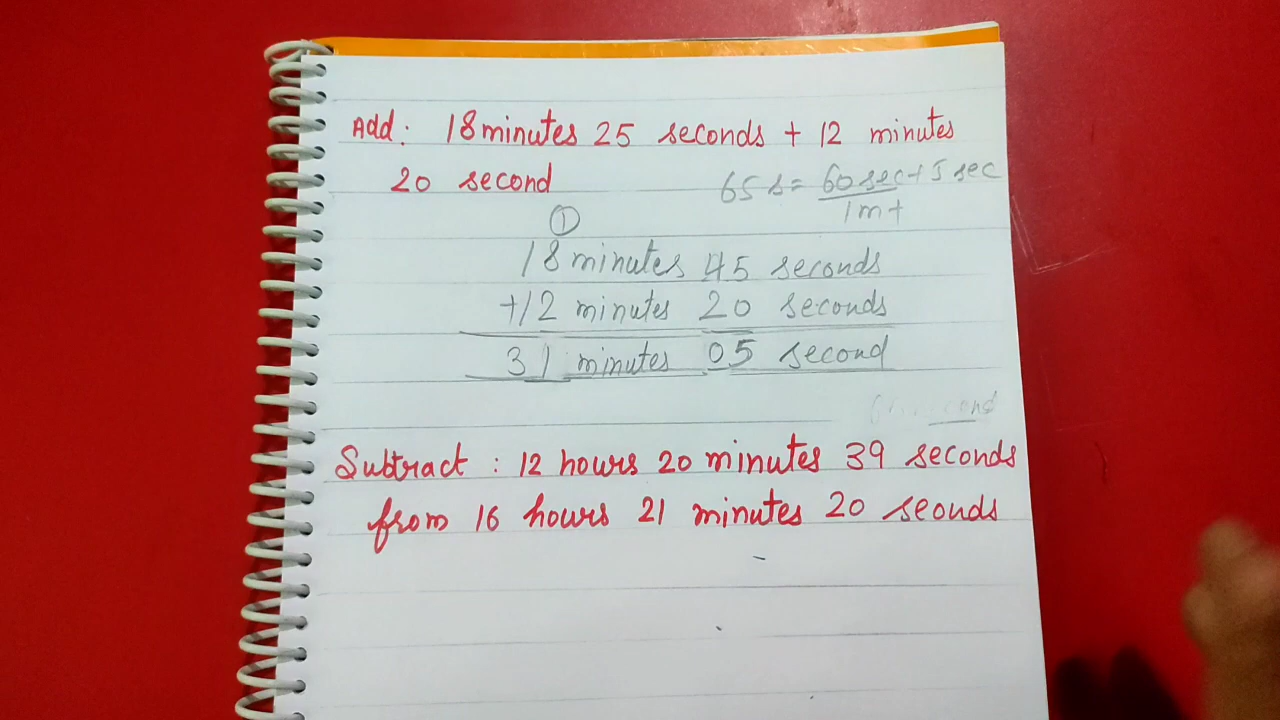 Add: 18 minutes 25 seconds + 12 minutes
20 second
65 s = 60 sec + 5 sec
1 mt
1
18 minutes 45 seconds
+12 minutes 20 seconds
31 minutes 05 second
Subtract : 12 hours 20 minutes 39 seconds
from 16 hours 21 minutes 20 seonds